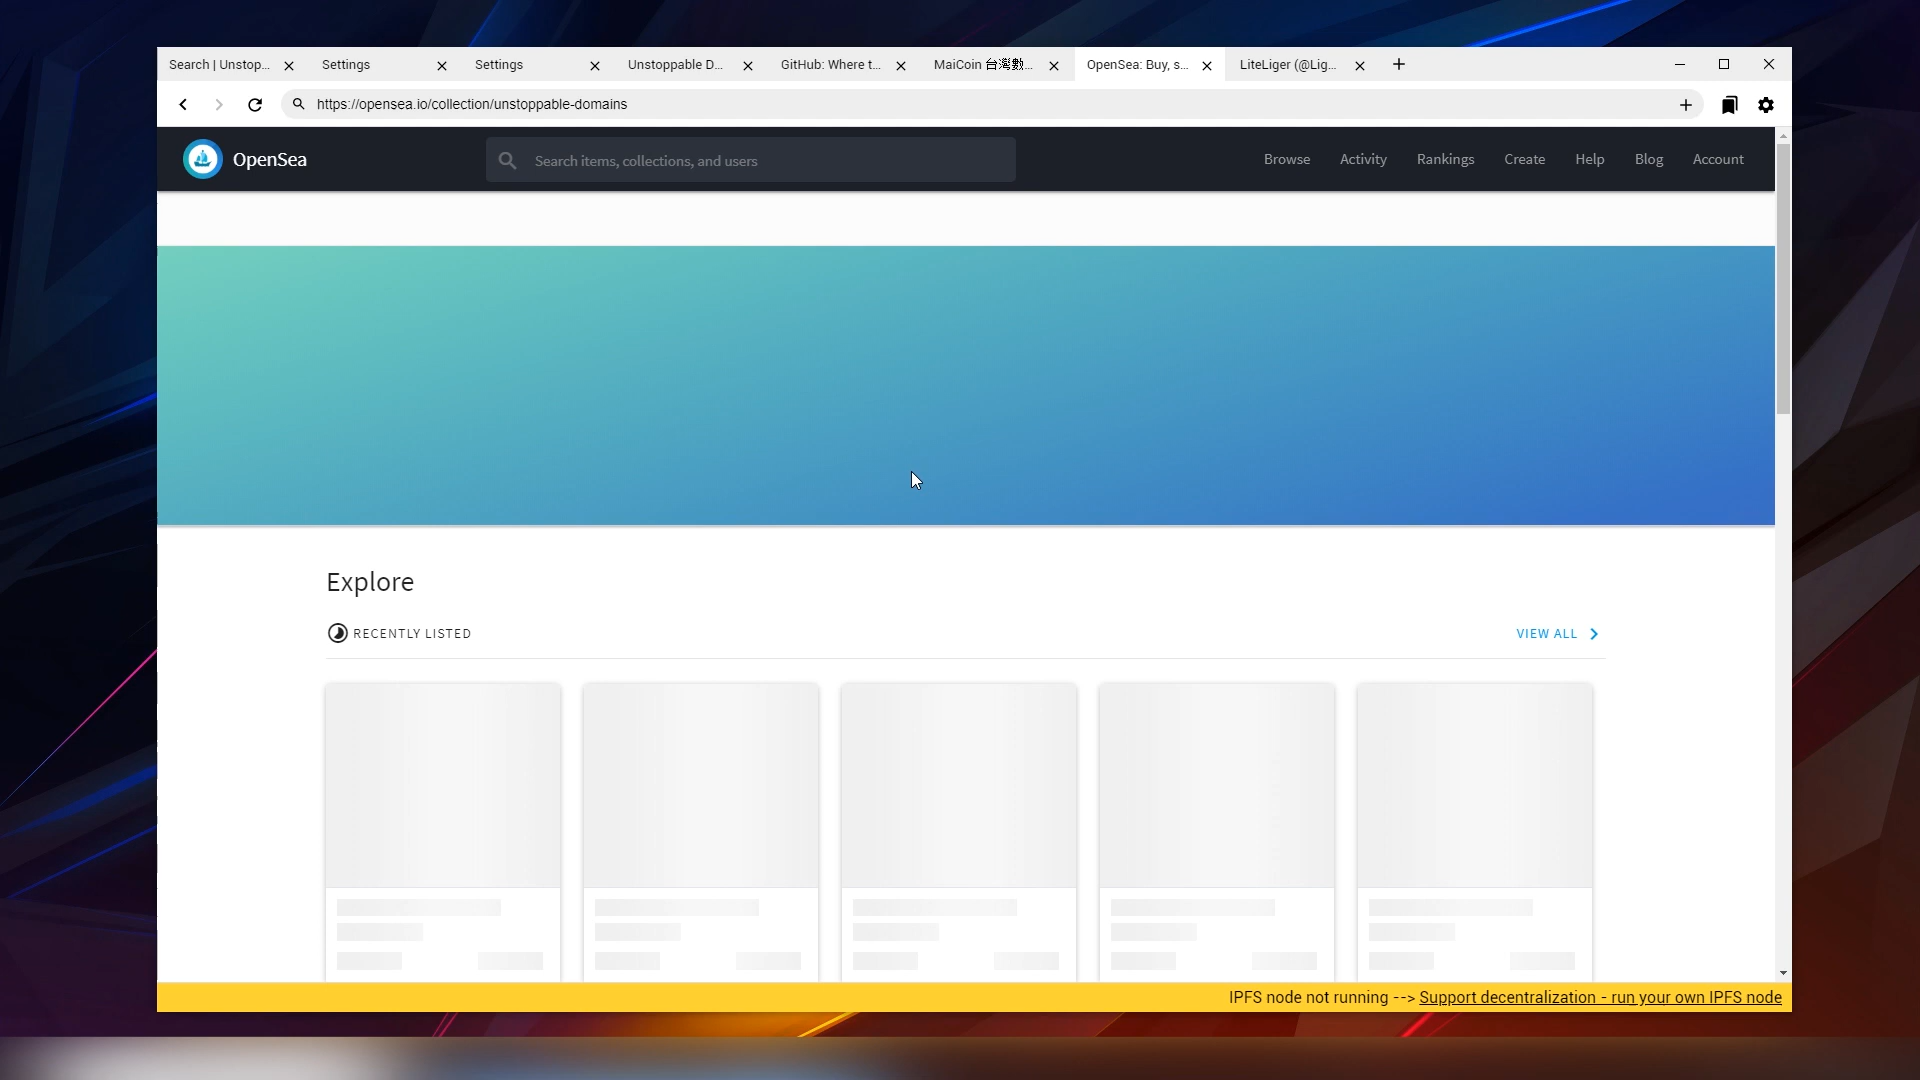 Search | Unstop...
Settings
Settings
Unstoppable D...
GitHub: Where t...
MaiCoin 台灣數...
OpenSea: Buy, s...
LiteLiger (@Lig...
https://opensea.io/collection/unstoppable-domains
OpenSea
Search items, collections, and users
Browse
Activity
Rankings
Create
Help
Blog
Account
Explore
RECENTLY LISTED
VIEW ALL
IPFS node not running --> Support decentralization - run your own IPFS node